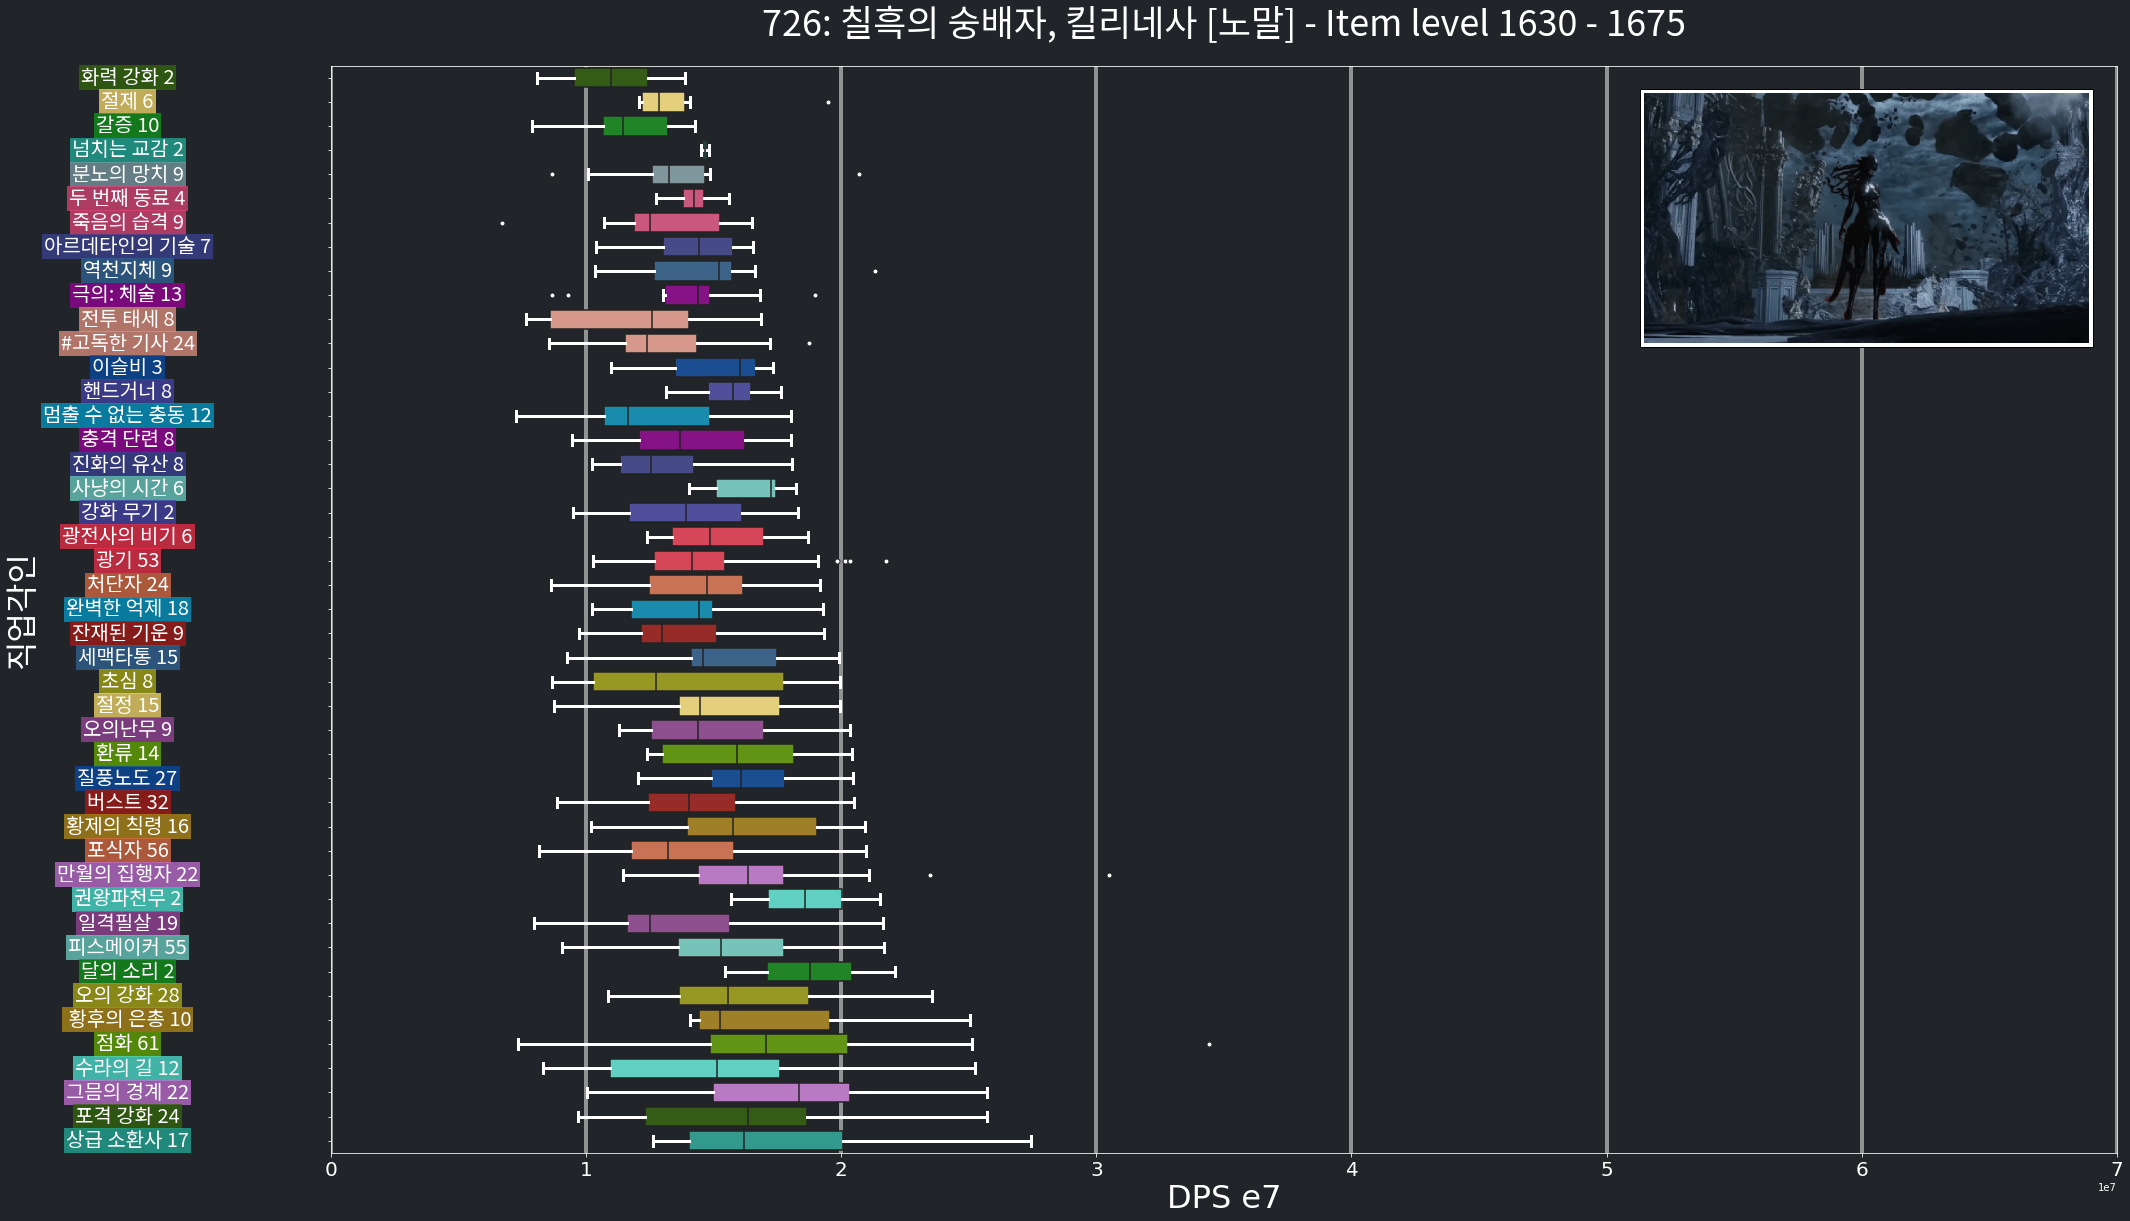 726: 칠흑의 숭배자, 킬리네사 [노말] - Item level 1630 - 1675
직업각인
화력 강화 2
절제 6
갈증 10
넘치는 교감 2
분노의 망치 9
두 번째 동료 4
죽음의 습격 9
아르데타인의 기술 7
역천지체 9
극의: 체술 13
전투 태세 8
#고독한 기사 24
이슬비 3
핸드거너 8
멈출 수 없는 충동 12
충격 단련 8
진화의 유산 8
사냥의 시간 6
강화 무기 2
광전사의 비기 6
광기 53
처단자 24
완벽한 억제 18
잔재된 기운 9
세맥타통 15
초심 8
절정 15
오의난무 9
환류 14
질풍노도 27
버스트 32
황제의 칙령 16
포식자 56
만월의 집행자 22
권왕파천무 2
일격필살 19
피스메이커 55
달의 소리 2
오의 강화 28
황후의 은총 10
점화 61
수라의 길 12
그믐의 경계 22
포격 강화 24
상급 소환사 17
0 1 2 3 4 5 6 7
1e7
DPS e7